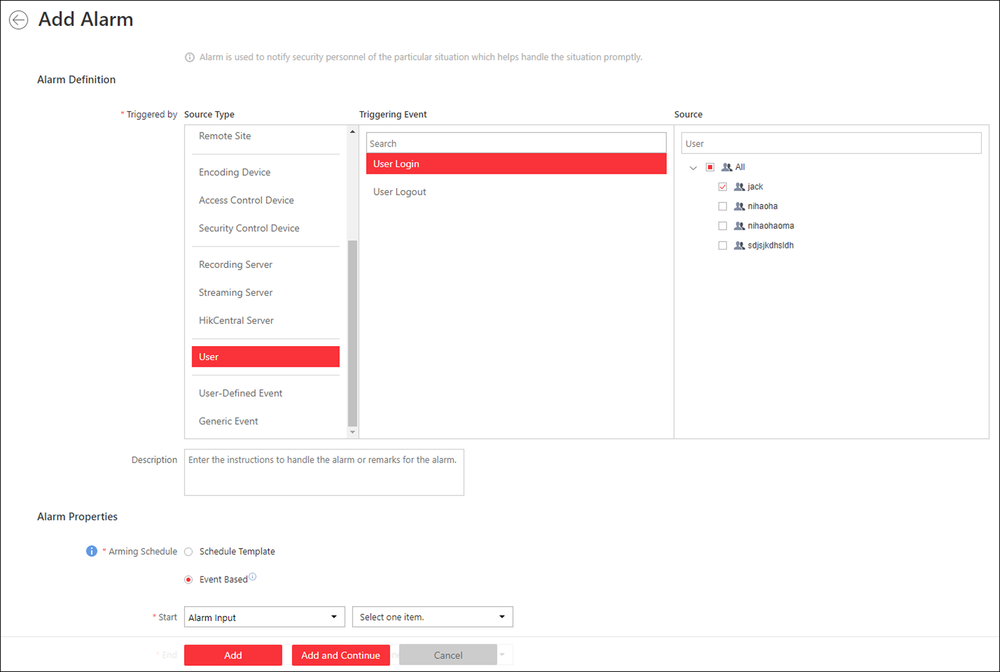 Add Alarm
Alarm is used to notify security personnel of the particular situation which helps handle the situation promptly.
Alarm Definition
* Triggered by
Source Type
Triggering Event
Source
Remote Site
Encoding Device
Access Control Device
Security Control Device
Recording Server
Streaming Server
HikCentral Server
User
User-Defined Event
Generic Event
Search
User Login
User Logout
User
All
jack
nihaoha
nihaohaoma
sdjsjkdhsldh
Description
Enter the instructions to handle the alarm or remarks for the alarm.
Alarm Properties
* Arming Schedule
Schedule Template
Event Based
* Start
Alarm Input
Select one item.
* End
Add
Add and Continue
Cancel